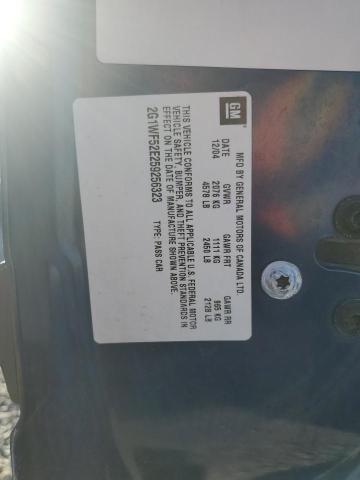 GM
MFD BY GENERAL MOTORS OF CANADA LTD.
DATE GVWR GAWR FRT GAWR RR
12/04 2076 KG 1111 KG 965 KG
4578 LB 2450 LB 2128 LB
THIS VEHICLE CONFORMS TO ALL APPLICABLE U.S. FEDERAL MOTOR
VEHICLE SAFETY, BUMPER, AND THEFT PREVENTION STANDARDS IN
EFFECT ON THE DATE OF MANUFACTURE SHOWN ABOVE.
2G1WF52E259256323 TYPE: PASS CAR